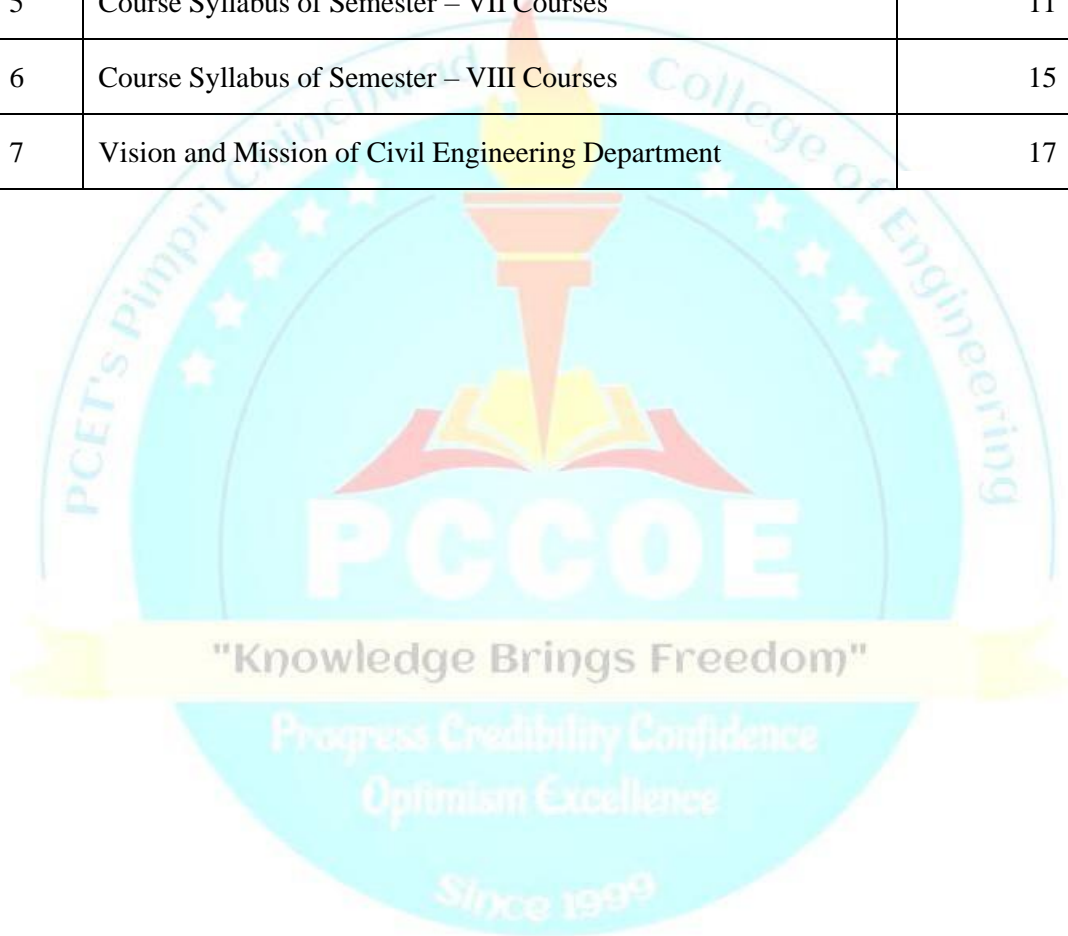 5 Course Syllabus of Semester – VII Courses 11
6 Course Syllabus of Semester – VIII Courses 15
7 Vision and Mission of Civil Engineering Department 17
PCET's Pimpri Chinchwad College of Engineering
PCCOE
"Knowledge Brings Freedom"
Progress Credibility Confidence
Optimism Excellence
Since 1999